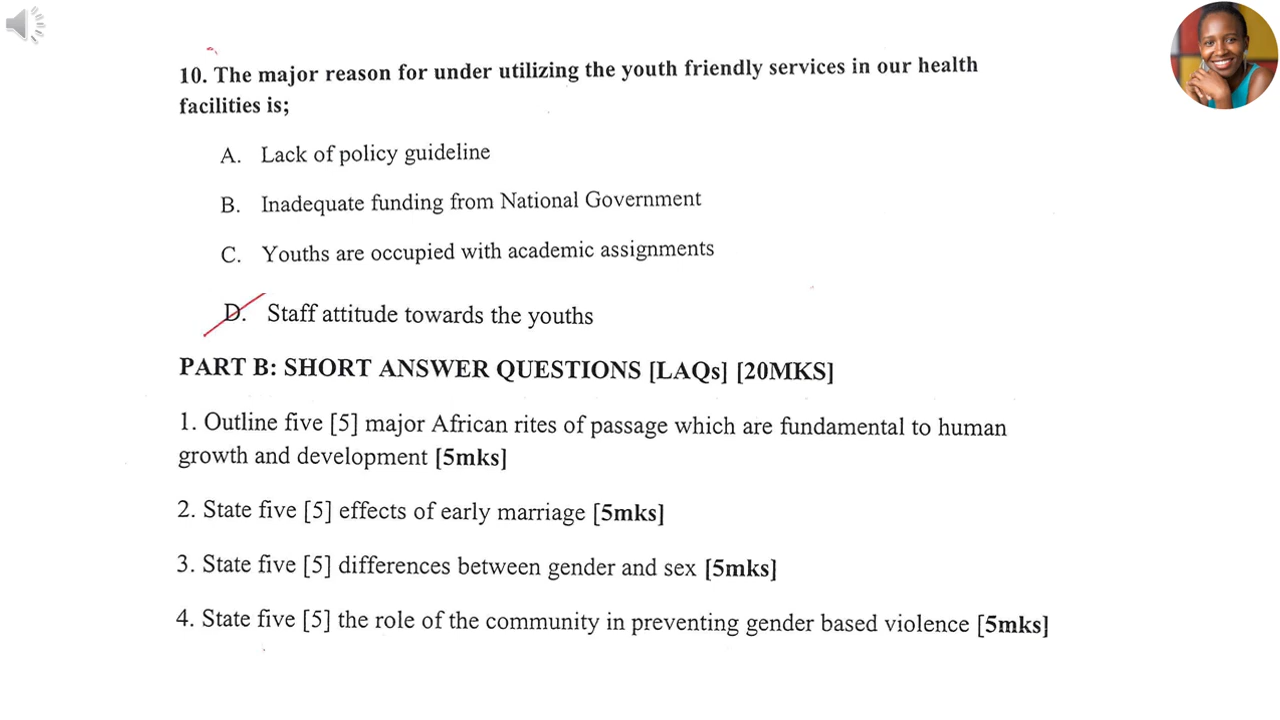 10. The major reason for under utilizing the youth friendly services in our health
facilities is;
A. Lack of policy guideline
B. Inadequate funding from National Government
C. Youths are occupied with academic assignments
D. Staff attitude towards the youths
PART B: SHORT ANSWER QUESTIONS [LAQs] [20MKS]
1. Outline five [5] major African rites of passage which are fundamental to human
growth and development [5mks]
2. State five [5] effects of early marriage [5mks]
3. State five [5] differences between gender and sex [5mks]
4. State five [5] the role of the community in preventing gender based violence [5mks]